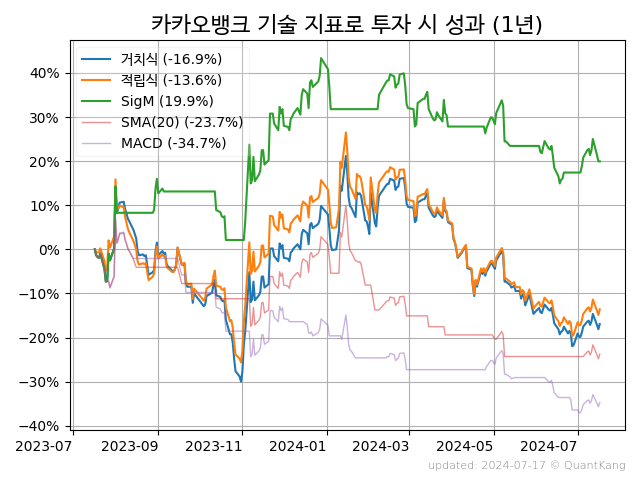 카카오뱅크 기술 지표로 투자 시 성과 (1년)
거치식 (-16.9%)
적립식 (-13.6%)
SigM (19.9%)
SMA(20) (-23.7%)
MACD (-34.7%)
40%
30%
20%
10%
0%
−10%
−20%
−30%
−40%
2023-07 2023-09 2023-11 2024-01 2024-03 2024-05 2024-07
updated: 2024-07-17 © QuantKang